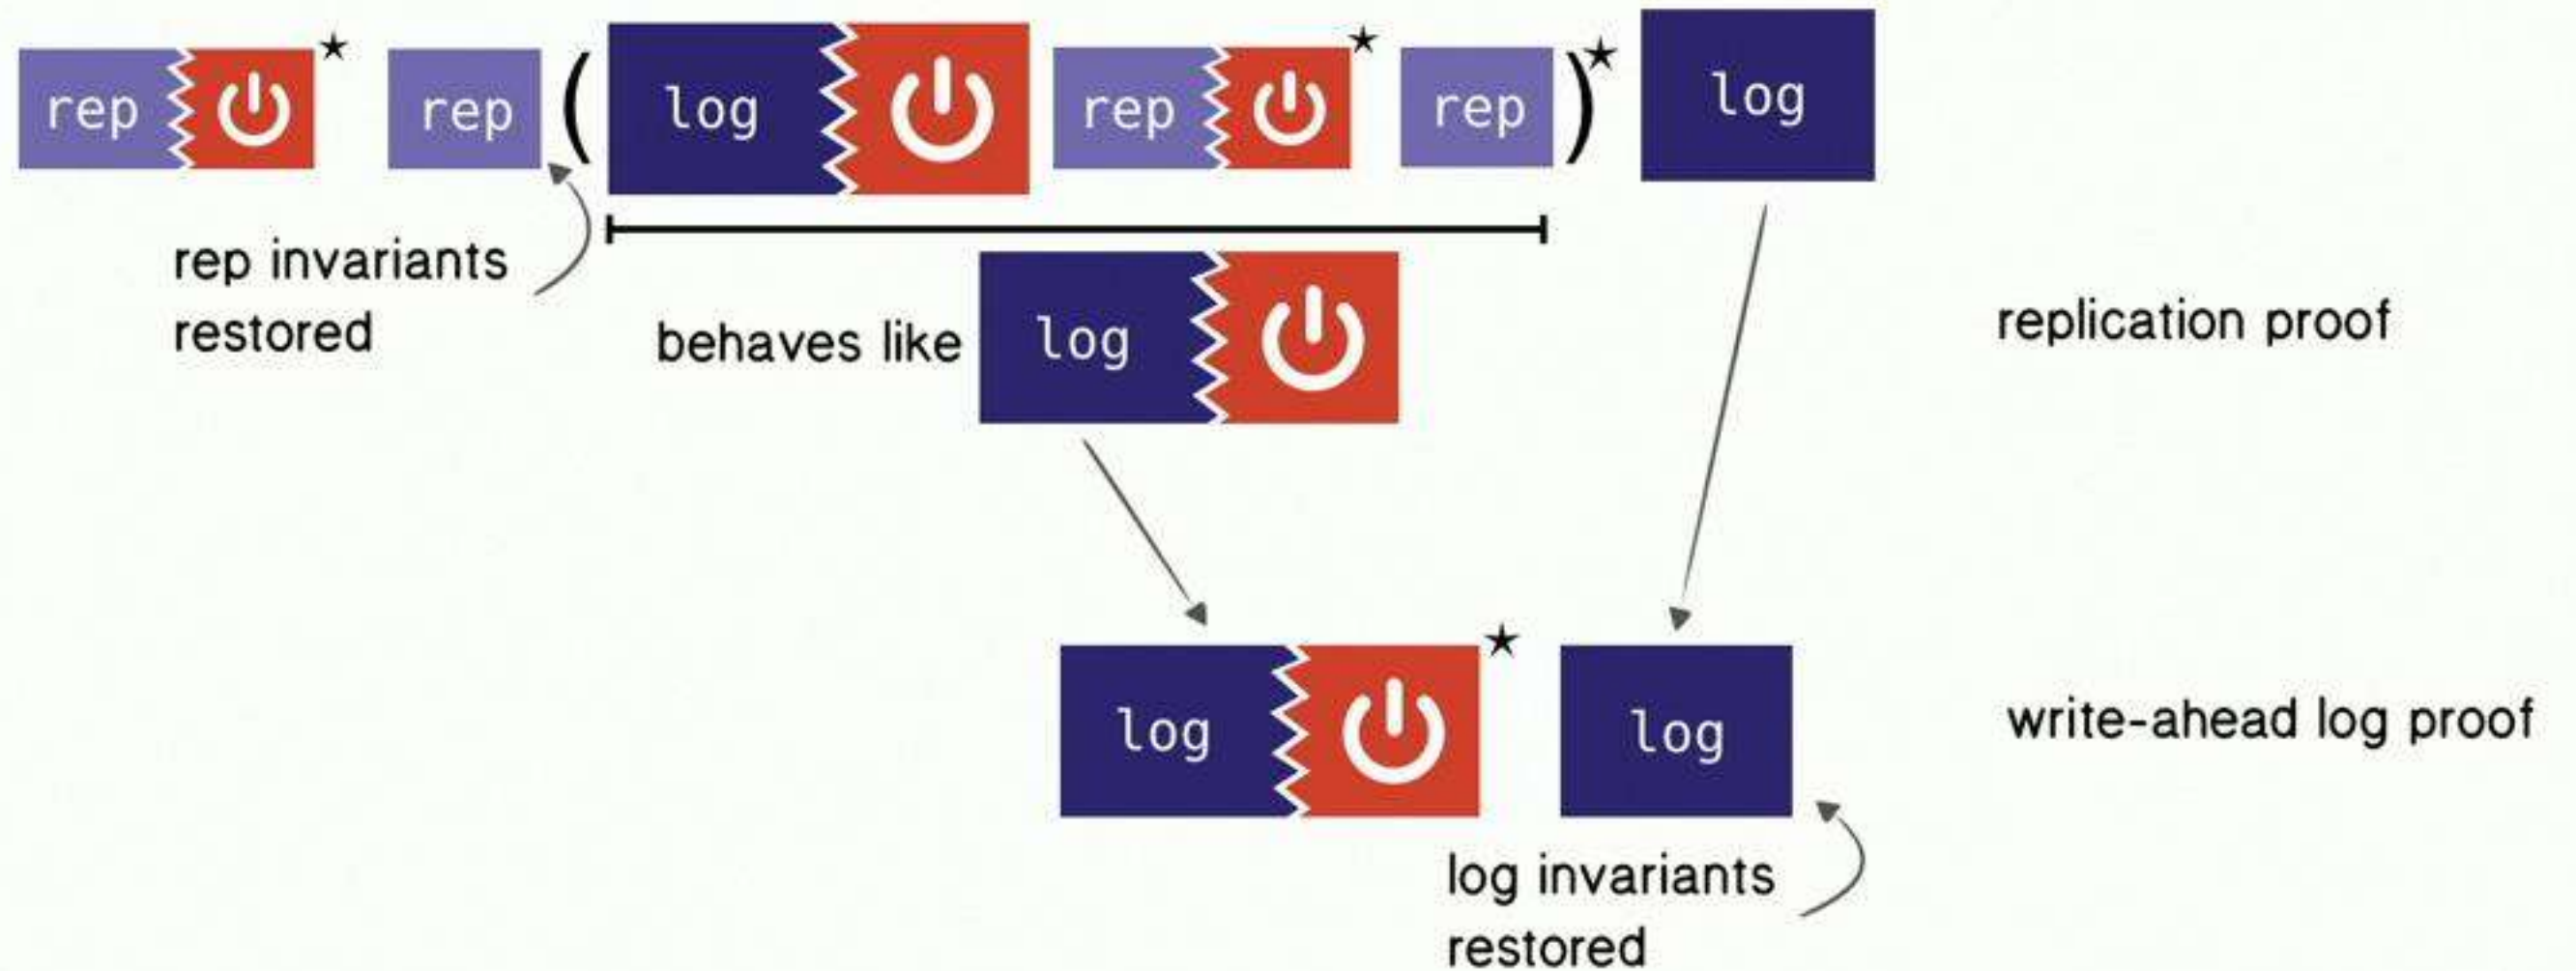 rep ★ rep ( log rep ★ rep )★ log
rep invariants
restored
behaves like log
replication proof
log ★ log
write-ahead log proof
log invariants
restored